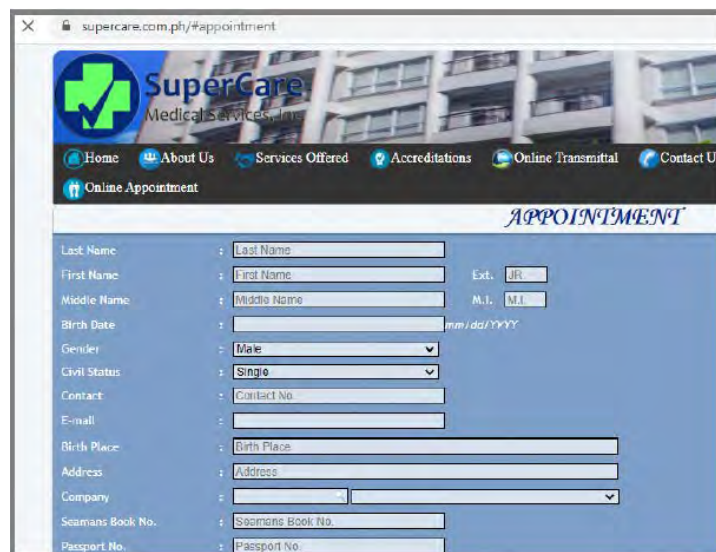 supercare.com.ph/#appointment
SuperCare
Medical Services, Inc.
Home About Us Services Offered Accreditations Online Transmittal Contact U
Online Appointment
APPOINTMENT
Last Name : Last Name
First Name : First Name Ext. JR.
Middle Name : Middle Name M.I. M.I.
Birth Date : mm/dd/YYYY
Gender : Male
Civil Status : Single
Contact : Contact No.
E-mail :
Birth Place : Birth Place
Address : Address
Company :
Seamans Book No. : Seamans Book No.
Passport No. : Passport No.